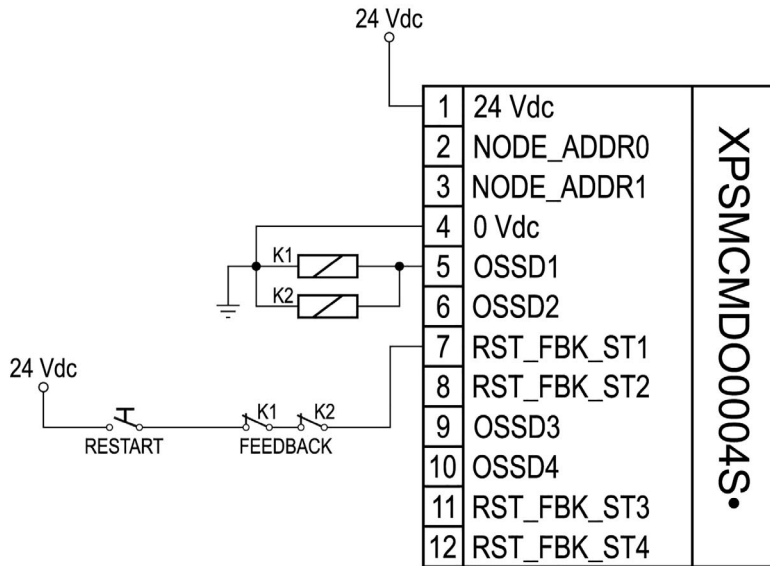 24 Vdc
1 24 Vdc
2 NODE_ADDR0
3 NODE_ADDR1
4 0 Vdc
K1
5 OSSD1
K2
6 OSSD2
7 RST_FBK_ST1
24 Vdc
8 RST_FBK_ST2
K1 K2
9 OSSD3
RESTART FEEDBACK
10 OSSD4
11 RST_FBK_ST3
12 RST_FBK_ST4
XPSMCMDO0004S•